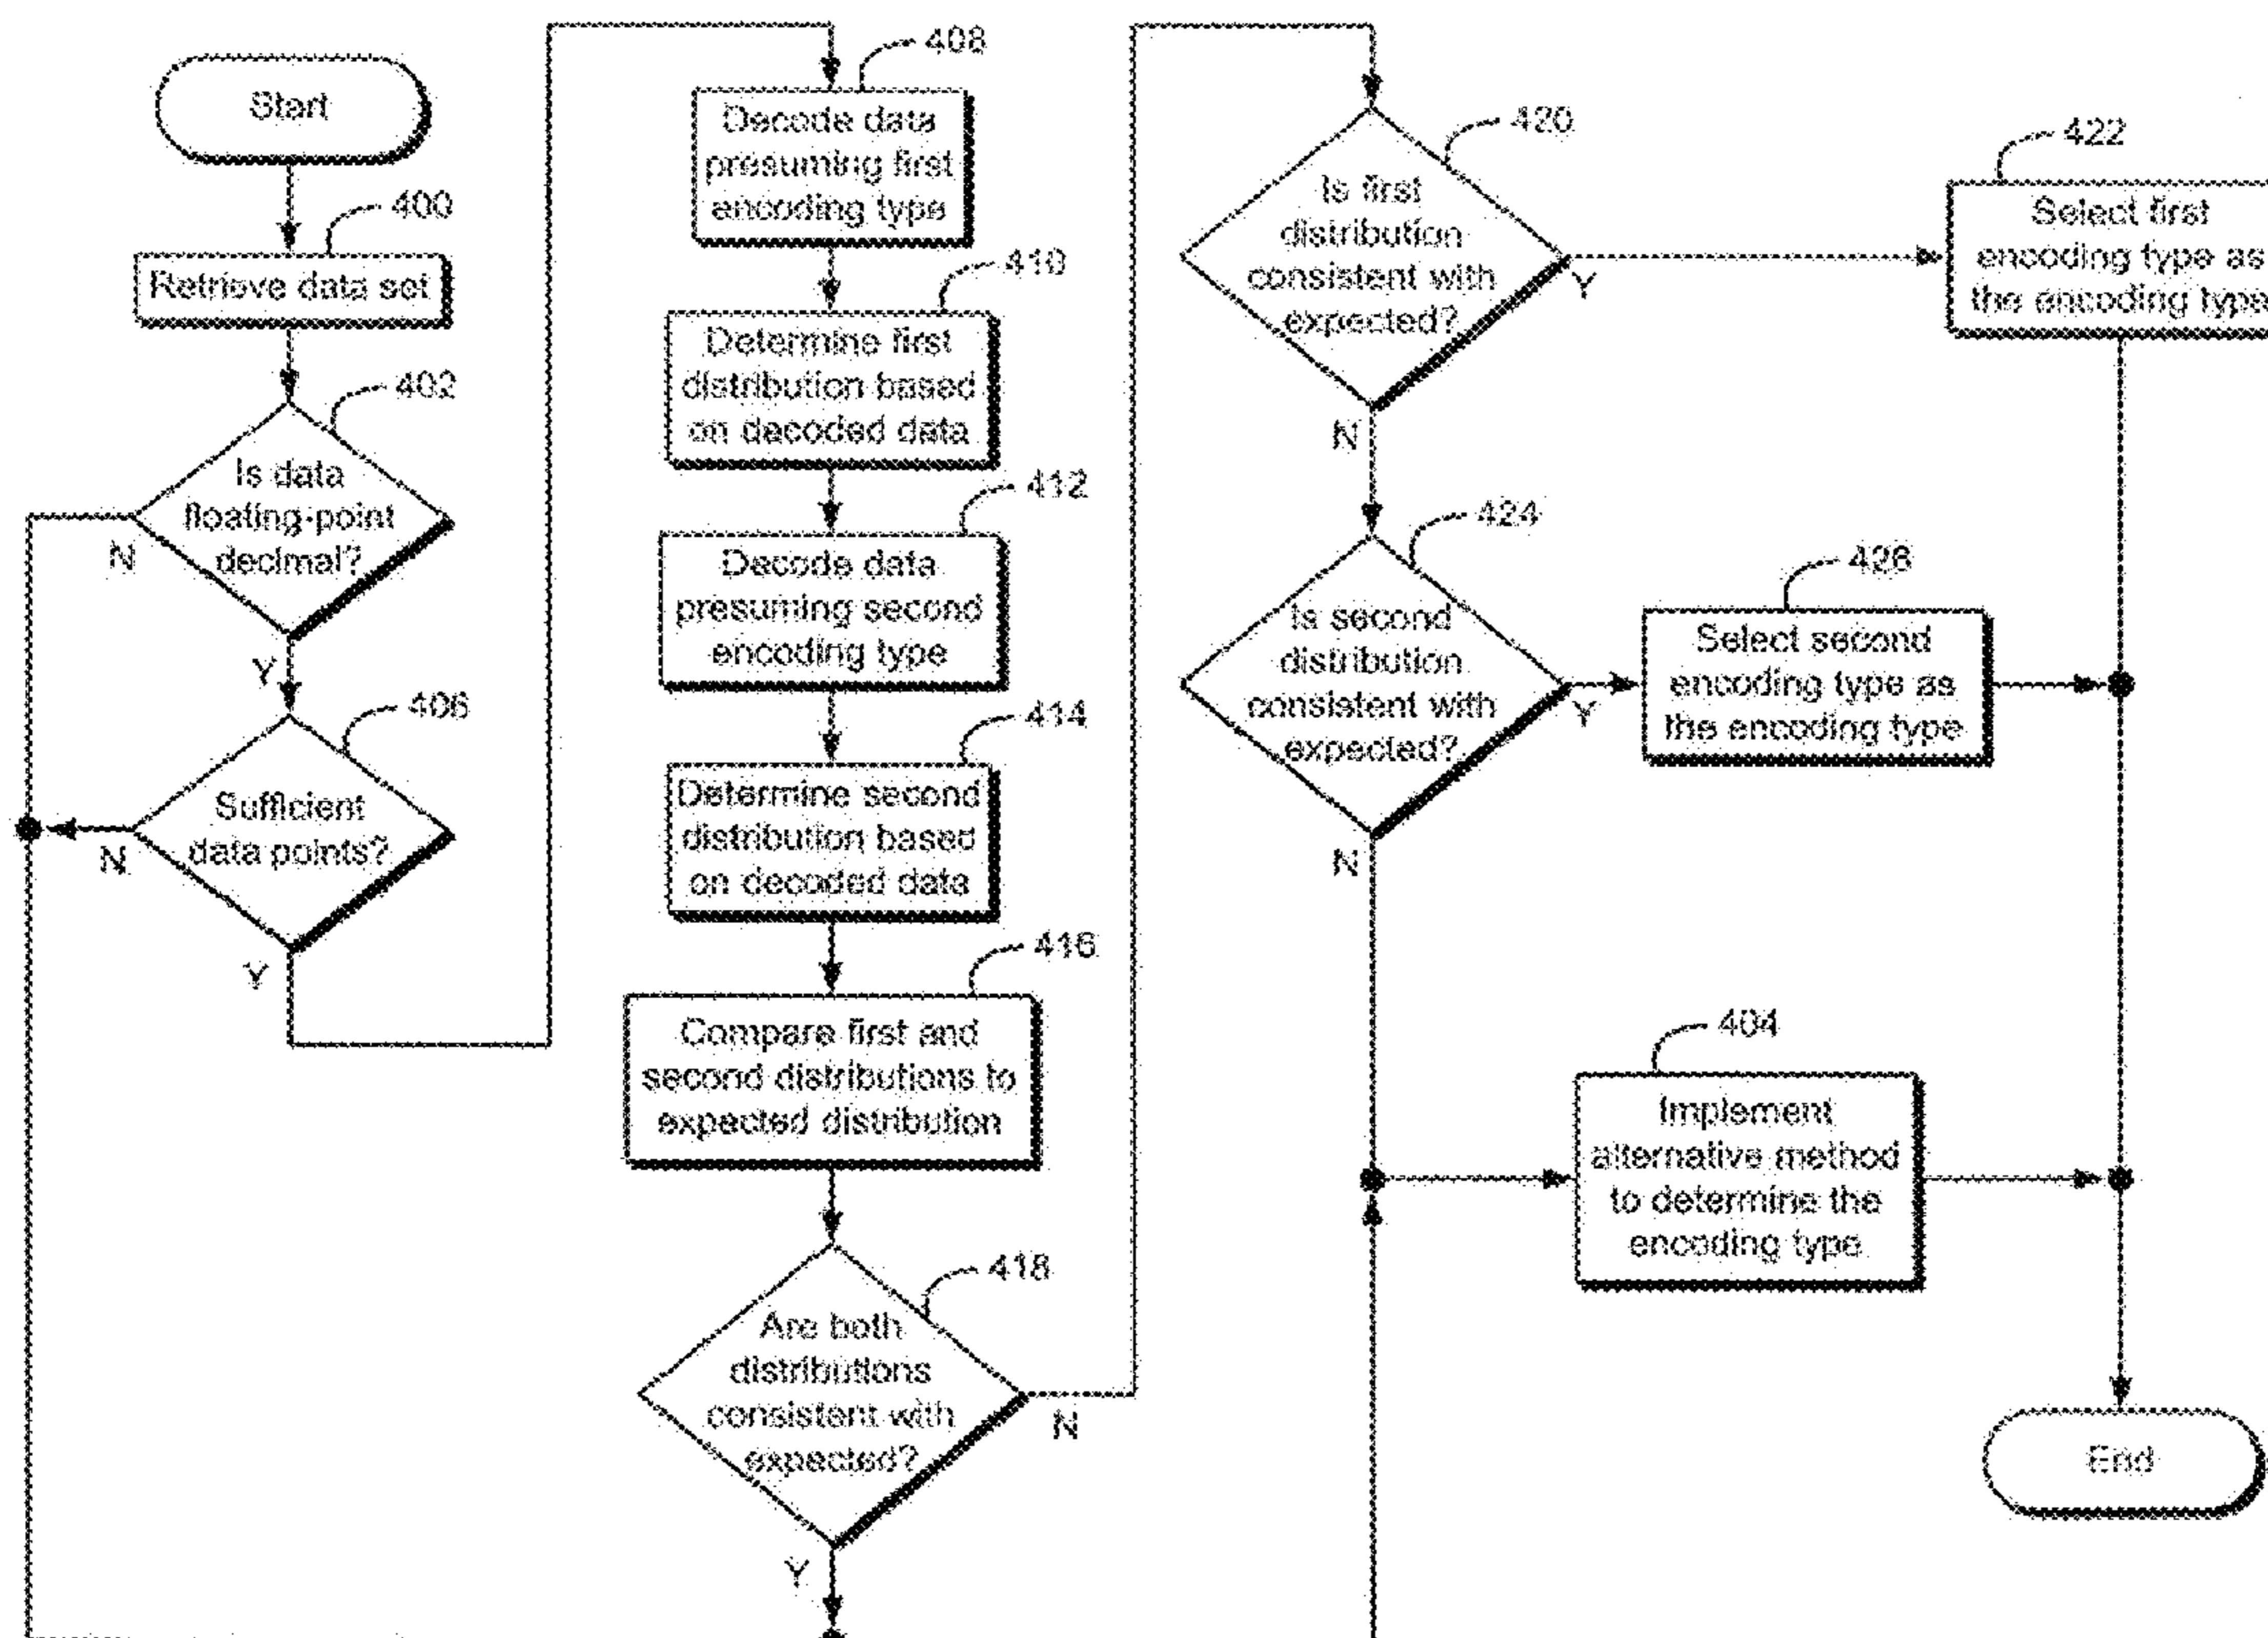 Start
400
Retrieve data set
402
Is data
floating-point
decimal?
N
Y
406
Sufficient
data points?
N
Y
408
Decode data
presuming first
encoding type
410
Determine first
distribution based
on decoded data
412
Decode data
presuming second
encoding type
414
Determine second
distribution based
on decoded data
416
Compare first and
second distributions to
expected distribution
418
Are both
distributions
consistent with
expected?
N
Y
420
Is first
distribution
consistent with
expected?
Y
N
422
Select first
encoding type as
the encoding type
424
Is second
distribution
consistent with
expected?
Y
N
426
Select second
encoding type as
the encoding type
404
Implement
alternative method
to determine the
encoding type
End